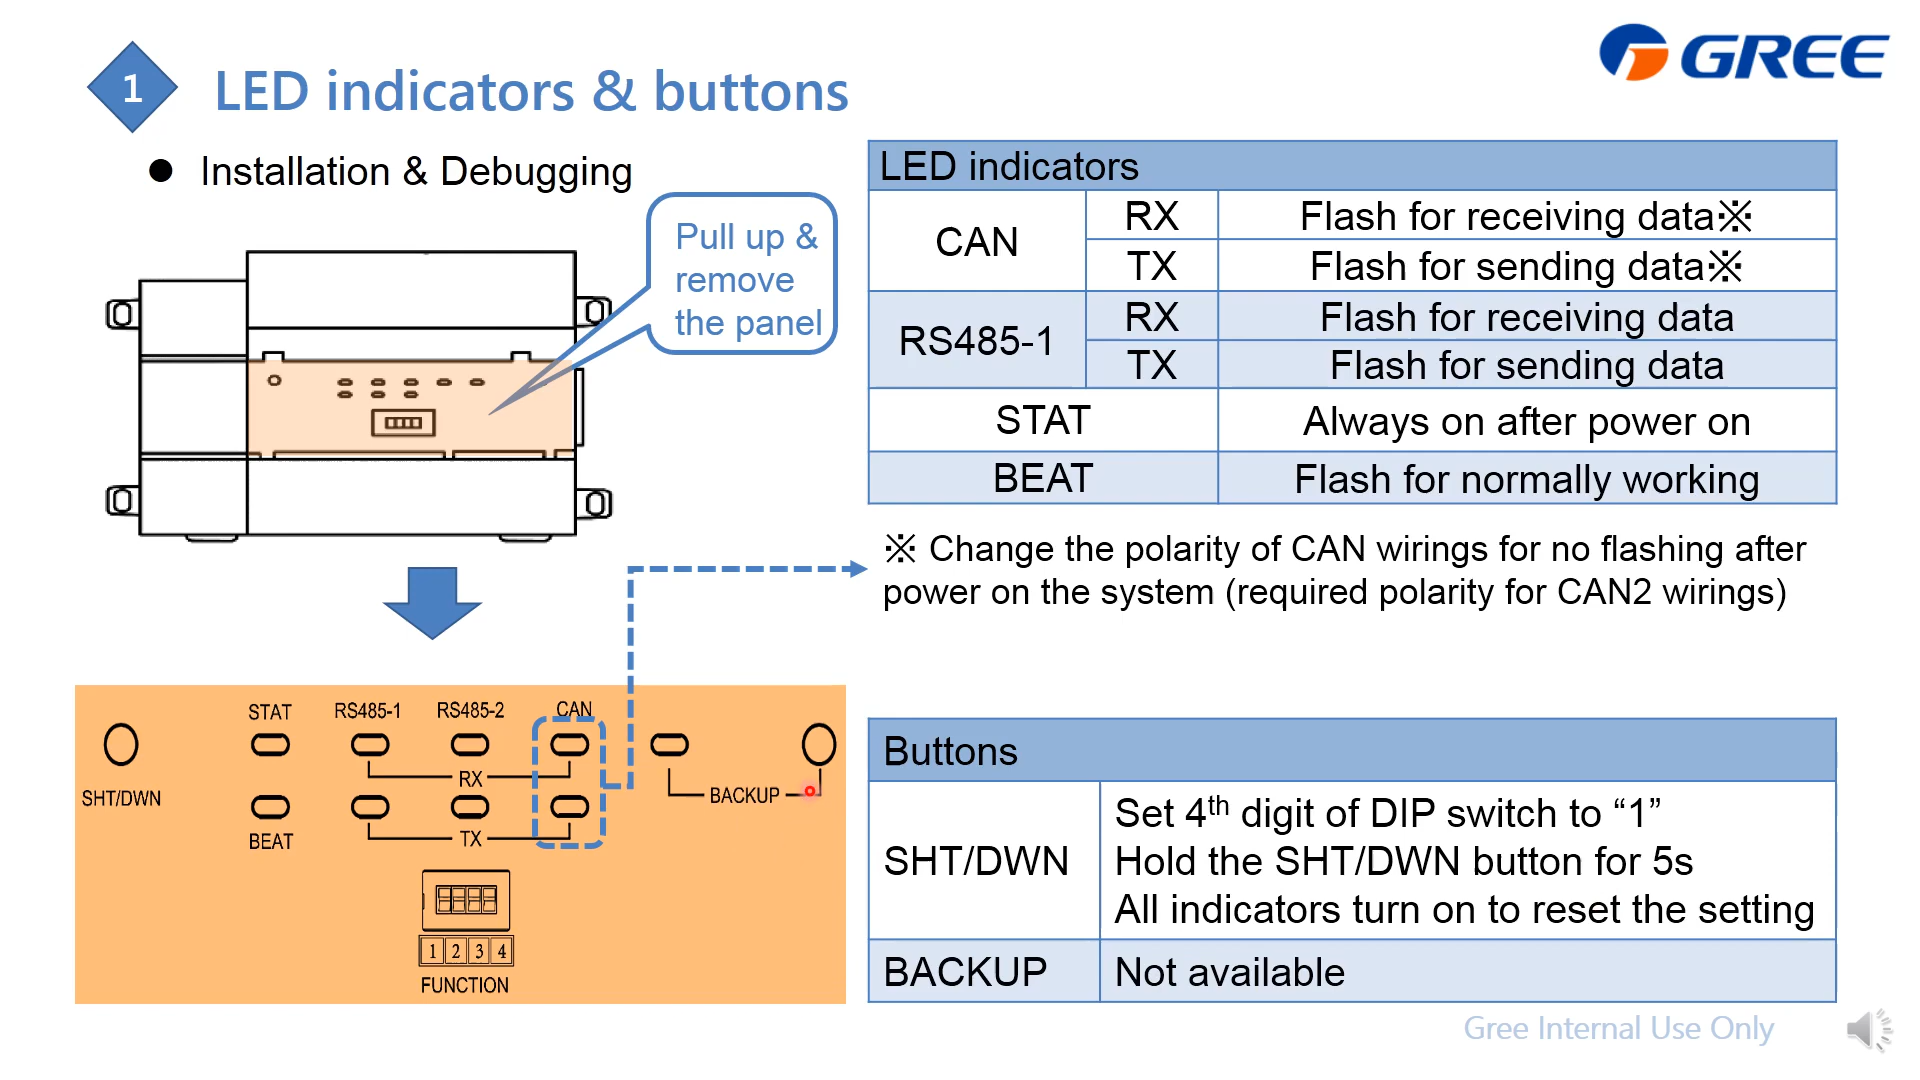 GREE
1
LED indicators & buttons
● Installation & Debugging
Pull up &
remove
the panel
LED indicators
CAN
RX
Flash for receiving data※
TX
Flash for sending data※
RS485-1
RX
Flash for receiving data
TX
Flash for sending data
STAT
Always on after power on
BEAT
Flash for normally working
※ Change the polarity of CAN wirings for no flashing after
power on the system (required polarity for CAN2 wirings)
STAT
RS485-1
RS485-2
CAN
RX
SHT/DWN
BACKUP
BEAT
TX
1 2 3 4
FUNCTION
Buttons
SHT/DWN
Set 4th digit of DIP switch to “1”
Hold the SHT/DWN button for 5s
All indicators turn on to reset the setting
BACKUP
Not available
Gree Internal Use Only